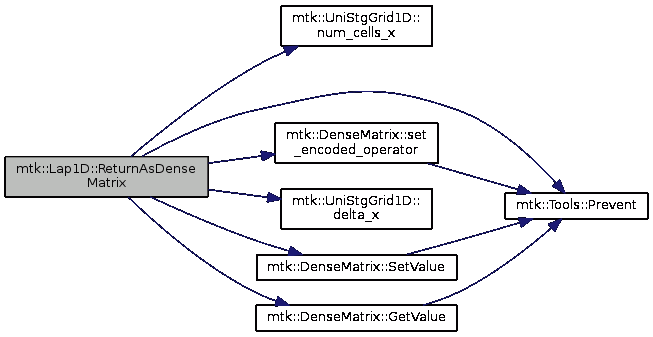 mtk::UniStgGrid1D::
num_cells_x
mtk::DenseMatrix::set
_encoded_operator
mtk::Lap1D::ReturnAsDense
Matrix
mtk::UniStgGrid1D::
delta_x
mtk::Tools::Prevent
mtk::DenseMatrix::SetValue
mtk::DenseMatrix::GetValue